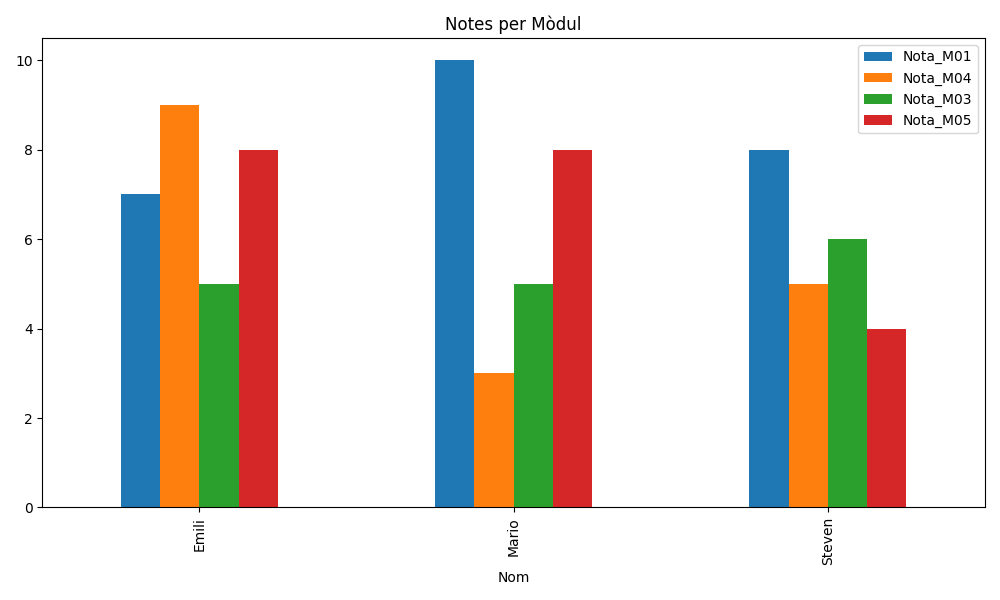 Notes per Mòdul
Nota_M01
Nota_M04
Nota_M03
Nota_M05
10
8
6
4
2
0
Emili
Mario
Steven
Nom